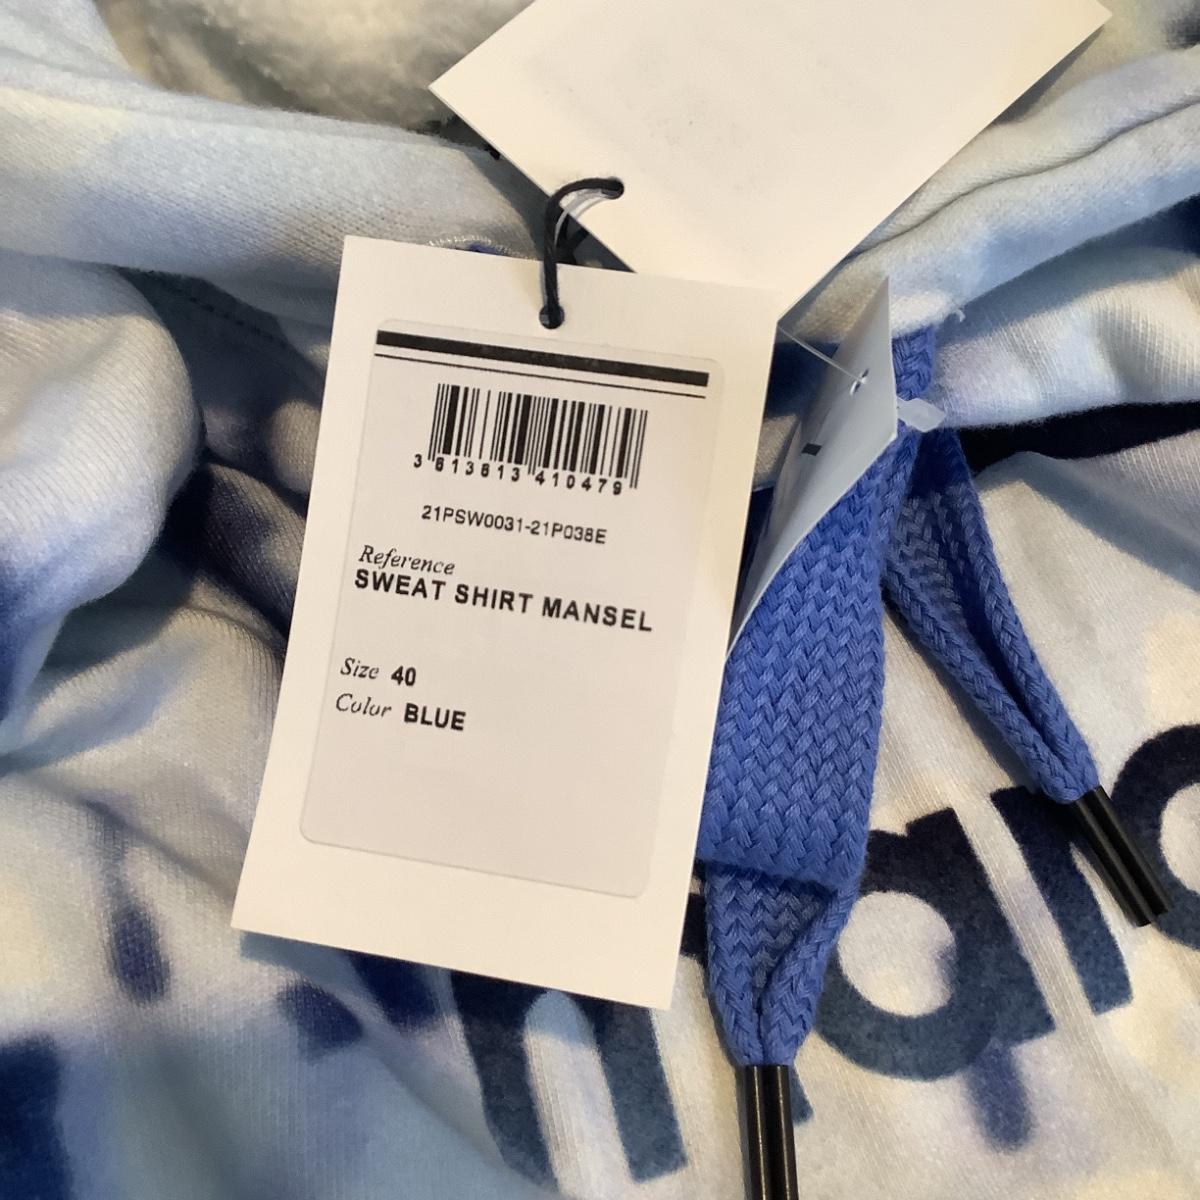 3 613613 410479
21PSW0031-21P038E
Reference
SWEAT SHIRT MANSEL
Size 40
Color BLUE